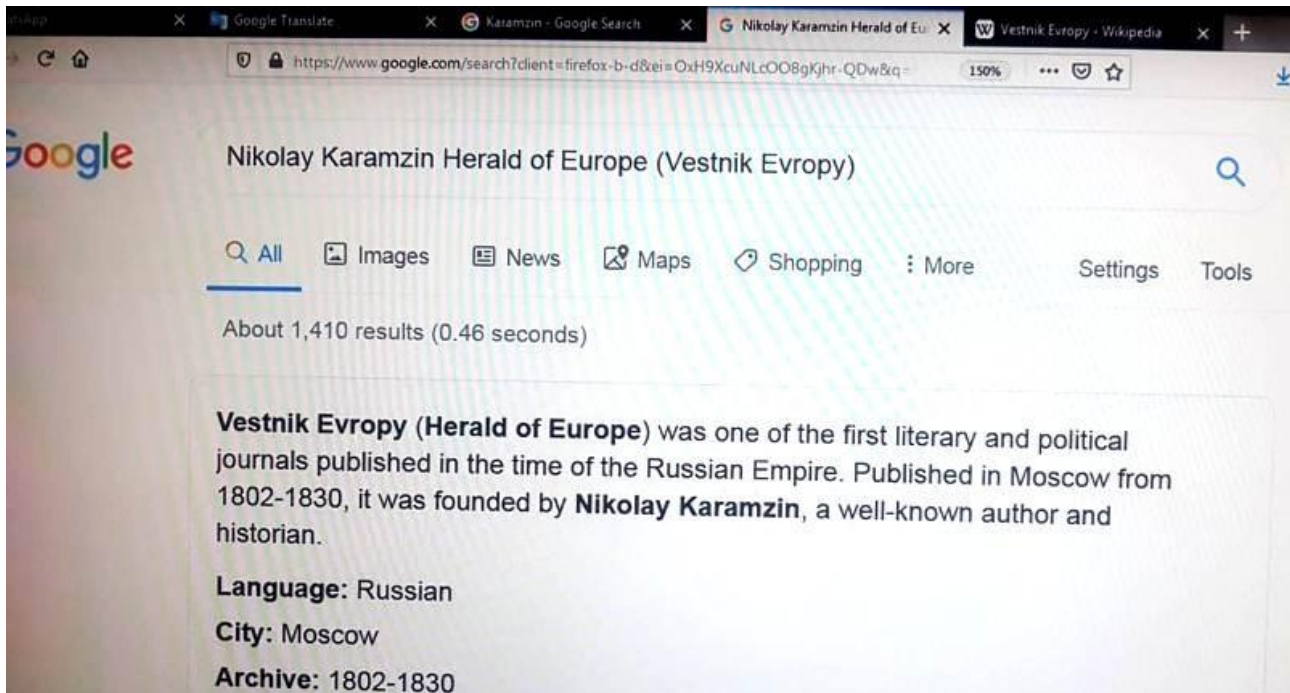 Google Translate
Karamzin - Google Search
Nikolay Karamzin Herald of Eu
Vestnik Evropy - Wikipedia
https://www.google.com/search?client=firefox-b-d&ei=OxH9XcuNLcOO8gKjhr-QDw&q=
150%
Google
Nikolay Karamzin Herald of Europe (Vestnik Evropy)
All Images News Maps Shopping More Settings Tools
About 1,410 results (0.46 seconds)
Vestnik Evropy (Herald of Europe) was one of the first literary and political
journals published in the time of the Russian Empire. Published in Moscow from
1802-1830, it was founded by Nikolay Karamzin, a well-known author and
historian.
Language: Russian
City: Moscow
Archive: 1802-1830